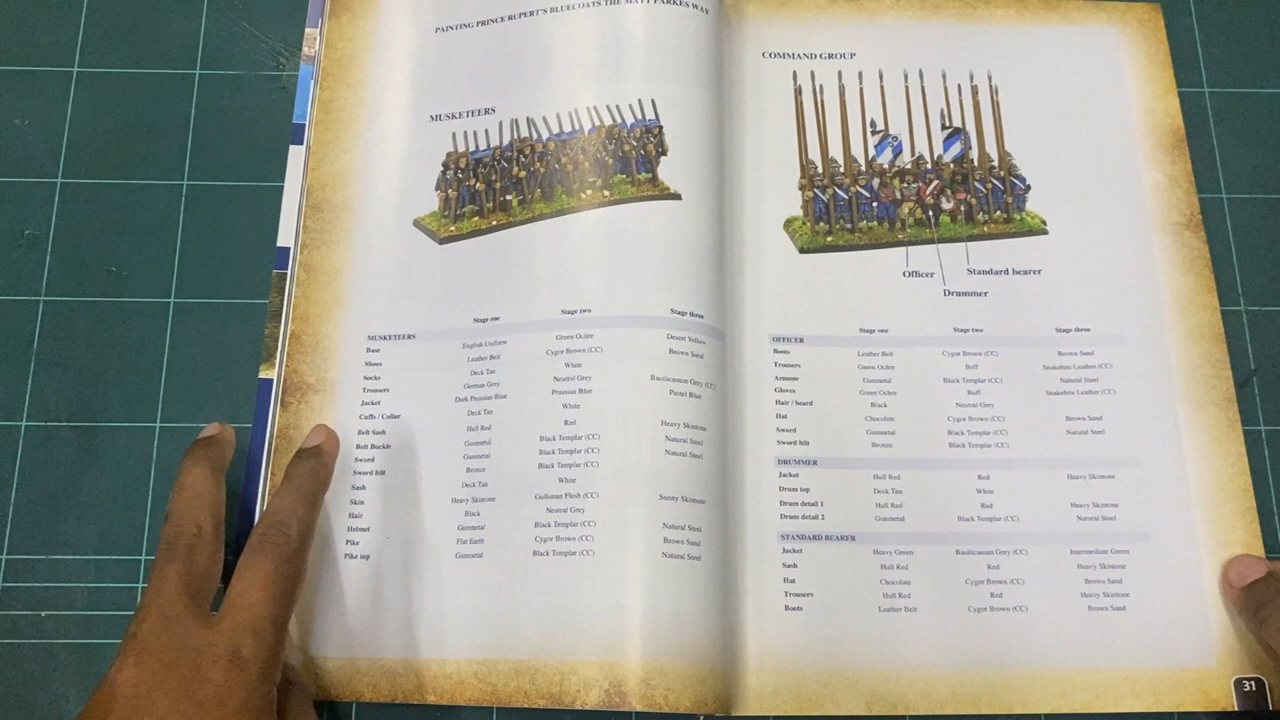 PAINTING PRINCE RUPERT'S BLUECOATS THE MATT PARKES WAY
MUSKETEERS
Stage one Stage two Stage three
MUSKETEERS
Base English Uniform Green Ochre Desert Yellow
Shoes Leather Belt Cygor Brown (CC) Brown Sand
Socks Deck Tan White
Trousers German Grey Neutral Grey Basilicanum Grey (CC)
Jacket Dark Prussian Blue Prussian Blue Pastel Blue
Cuffs / Collar Deck Tan White
Belt Sash Hull Red Red Heavy Skintone
Belt Buckle Gunmetal Black Templar (CC) Natural Steel
Sword Gunmetal Black Templar (CC) Natural Steel
Sword hilt Bronze Black Templar (CC)
Sash Deck Tan White
Skin Heavy Skintone Guilliman Flesh (CC) Sunny Skintone
Hair Black Neutral Grey
Helmet Gunmetal Black Templar (CC) Natural Steel
Pike Flat Earth Cygor Brown (CC) Brown Sand
Pike top Gunmetal Black Templar (CC) Natural Steel
COMMAND GROUP
Officer
Standard bearer
Drummer
Stage one Stage two Stage three
OFFICER
Boots Leather Belt Cygor Brown (CC) Brown Sand
Trousers Green Ochre Buff Snakebite Leather (CC)
Armour Gunmetal Black Templar (CC) Natural Steel
Gloves Green Ochre Buff Snakebite Leather (CC)
Hair / beard Black Neutral Grey
Hat Chocolate Cygor Brown (CC) Brown Sand
Sword Gunmetal Black Templar (CC) Natural Steel
Sword hilt Bronze Black Templar (CC)
DRUMMER
Jacket Hull Red Red Heavy Skintone
Drum top Deck Tan White
Drum detail 1 Hull Red Red Heavy Skintone
Drum detail 2 Gunmetal Black Templar (CC) Natural Steel
STANDARD BEARER
Jacket Heavy Green Basilicanum Grey (CC) Intermediate Green
Sash Hull Red Red Heavy Skintone
Hat Chocolate Cygor Brown (CC) Brown Sand
Trousers Hull Red Red Heavy Skintone
Boots Leather Belt Cygor Brown (CC) Brown Sand
31